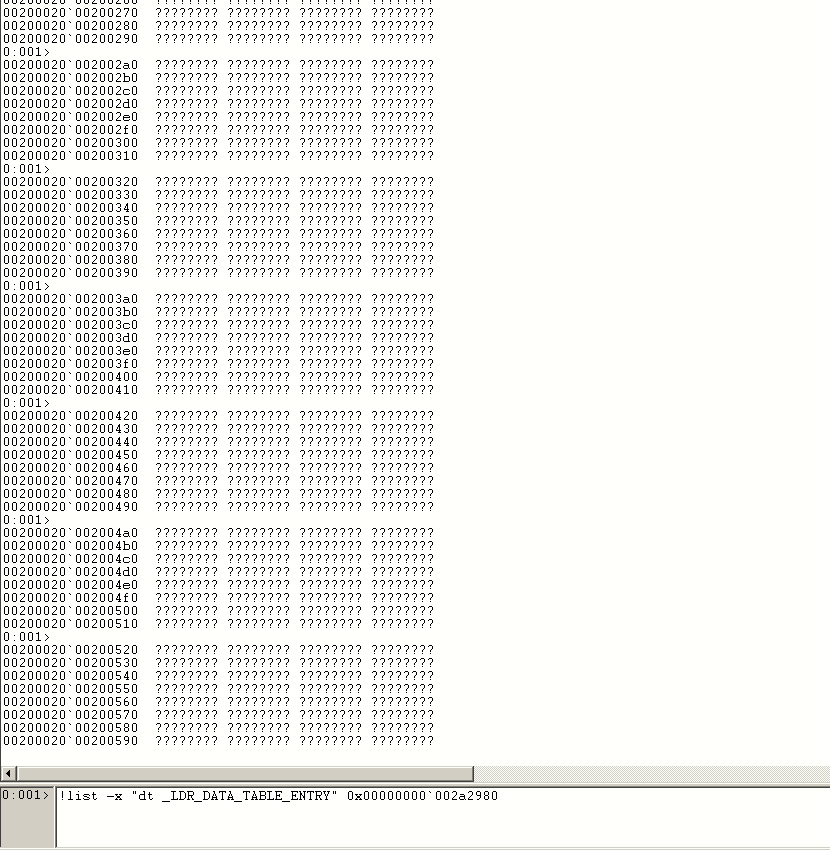 00200020`00200270  ???????? ???????? ???????? ????????
00200020`00200280  ???????? ???????? ???????? ????????
00200020`00200290  ???????? ???????? ???????? ????????
0:001>
00200020`002002a0  ???????? ???????? ???????? ????????
00200020`002002b0  ???????? ???????? ???????? ????????
00200020`002002c0  ???????? ???????? ???????? ????????
00200020`002002d0  ???????? ???????? ???????? ????????
00200020`002002e0  ???????? ???????? ???????? ????????
00200020`002002f0  ???????? ???????? ???????? ????????
00200020`00200300  ???????? ???????? ???????? ????????
00200020`00200310  ???????? ???????? ???????? ????????
0:001>
00200020`00200320  ???????? ???????? ???????? ????????
00200020`00200330  ???????? ???????? ???????? ????????
00200020`00200340  ???????? ???????? ???????? ????????
00200020`00200350  ???????? ???????? ???????? ????????
00200020`00200360  ???????? ???????? ???????? ????????
00200020`00200370  ???????? ???????? ???????? ????????
00200020`00200380  ???????? ???????? ???????? ????????
00200020`00200390  ???????? ???????? ???????? ????????
0:001>
00200020`002003a0  ???????? ???????? ???????? ????????
00200020`002003b0  ???????? ???????? ???????? ????????
00200020`002003c0  ???????? ???????? ???????? ????????
00200020`002003d0  ???????? ???????? ???????? ????????
00200020`002003e0  ???????? ???????? ???????? ????????
00200020`002003f0  ???????? ???????? ???????? ????????
00200020`00200400  ???????? ???????? ???????? ????????
00200020`00200410  ???????? ???????? ???????? ????????
0:001>
00200020`00200420  ???????? ???????? ???????? ????????
00200020`00200430  ???????? ???????? ???????? ????????
00200020`00200440  ???????? ???????? ???????? ????????
00200020`00200450  ???????? ???????? ???????? ????????
00200020`00200460  ???????? ???????? ???????? ????????
00200020`00200470  ???????? ???????? ???????? ????????
00200020`00200480  ???????? ???????? ???????? ????????
00200020`00200490  ???????? ???????? ???????? ????????
0:001>
00200020`002004a0  ???????? ???????? ???????? ????????
00200020`002004b0  ???????? ???????? ???????? ????????
00200020`002004c0  ???????? ???????? ???????? ????????
00200020`002004d0  ???????? ???????? ???????? ????????
00200020`002004e0  ???????? ???????? ???????? ????????
00200020`002004f0  ???????? ???????? ???????? ????????
00200020`00200500  ???????? ???????? ???????? ????????
00200020`00200510  ???????? ???????? ???????? ????????
0:001>
00200020`00200520  ???????? ???????? ???????? ????????
00200020`00200530  ???????? ???????? ???????? ????????
00200020`00200540  ???????? ???????? ???????? ????????
00200020`00200550  ???????? ???????? ???????? ????????
00200020`00200560  ???????? ???????? ???????? ????????
00200020`00200570  ???????? ???????? ???????? ????????
00200020`00200580  ???????? ???????? ???????? ????????
00200020`00200590  ???????? ???????? ???????? ????????
0:001> !list -x "dt _LDR_DATA_TABLE_ENTRY" 0x00000000`002a2980